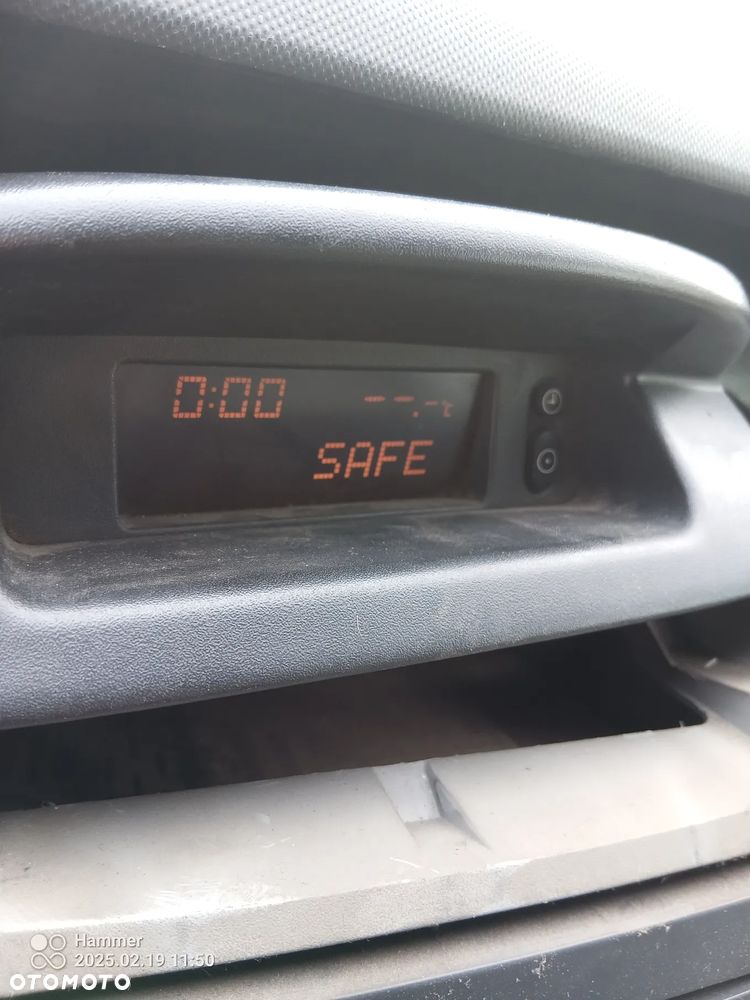 0:00 --.-°C
SAFE
Hammer
2025.02.19 11:50
OTOMOTO